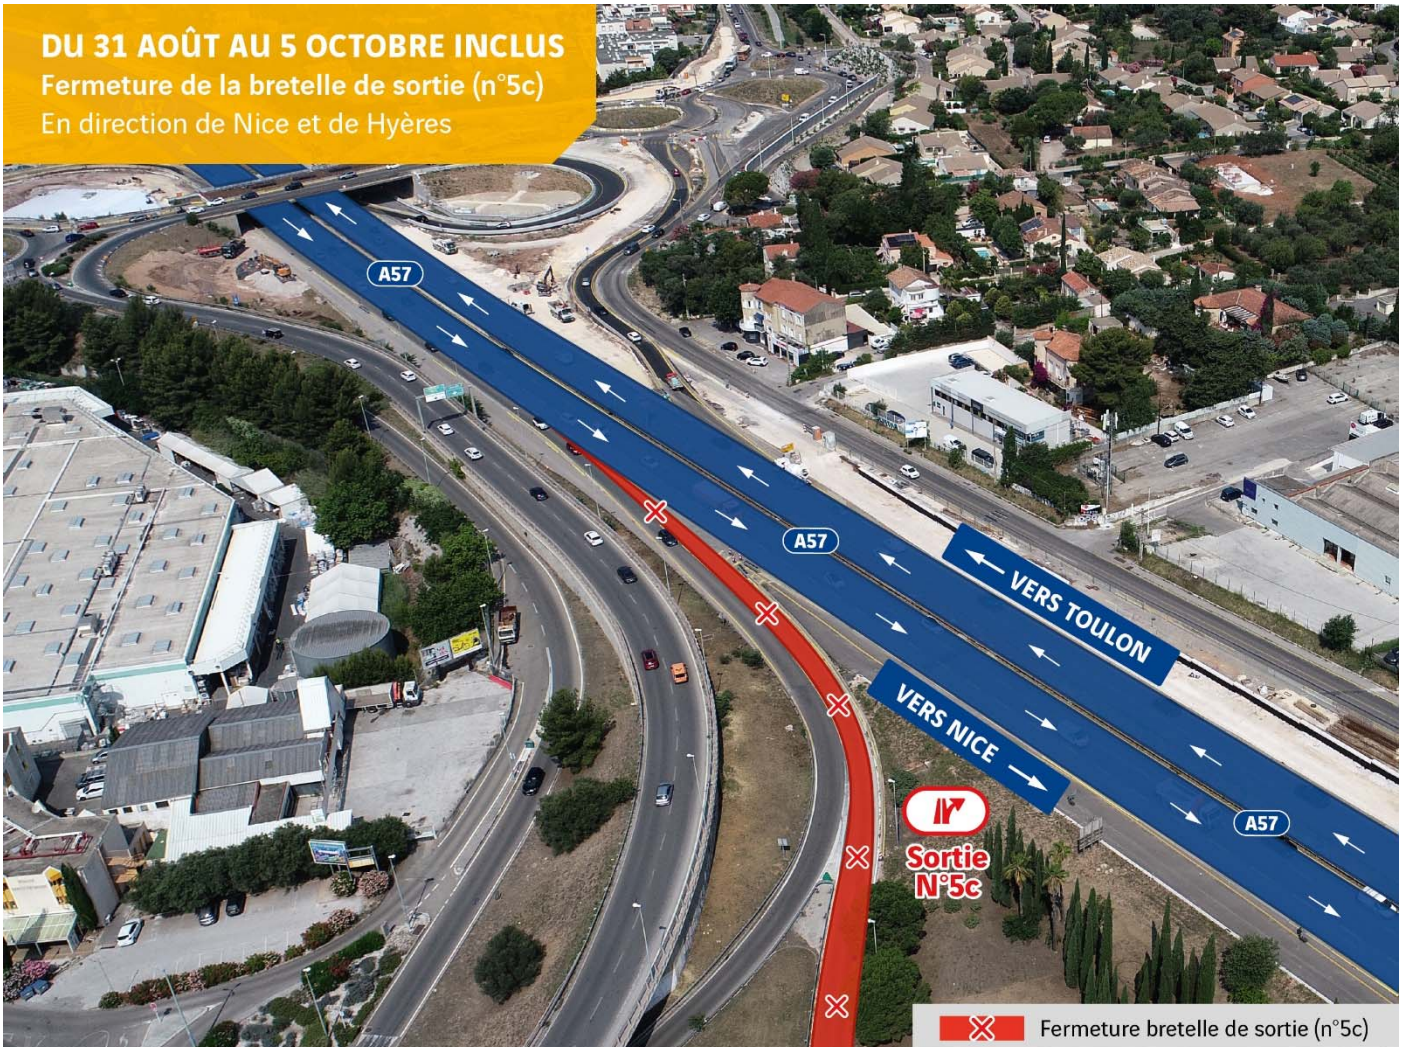 DU 31 AOÛT AU 5 OCTOBRE INCLUS
Fermeture de la bretelle de sortie (n°5c)
En direction de Nice et de Hyères
A57
A57
VERS TOULON
VERS NICE
A57
Sortie
N°5c
Fermeture bretelle de sortie (n°5c)